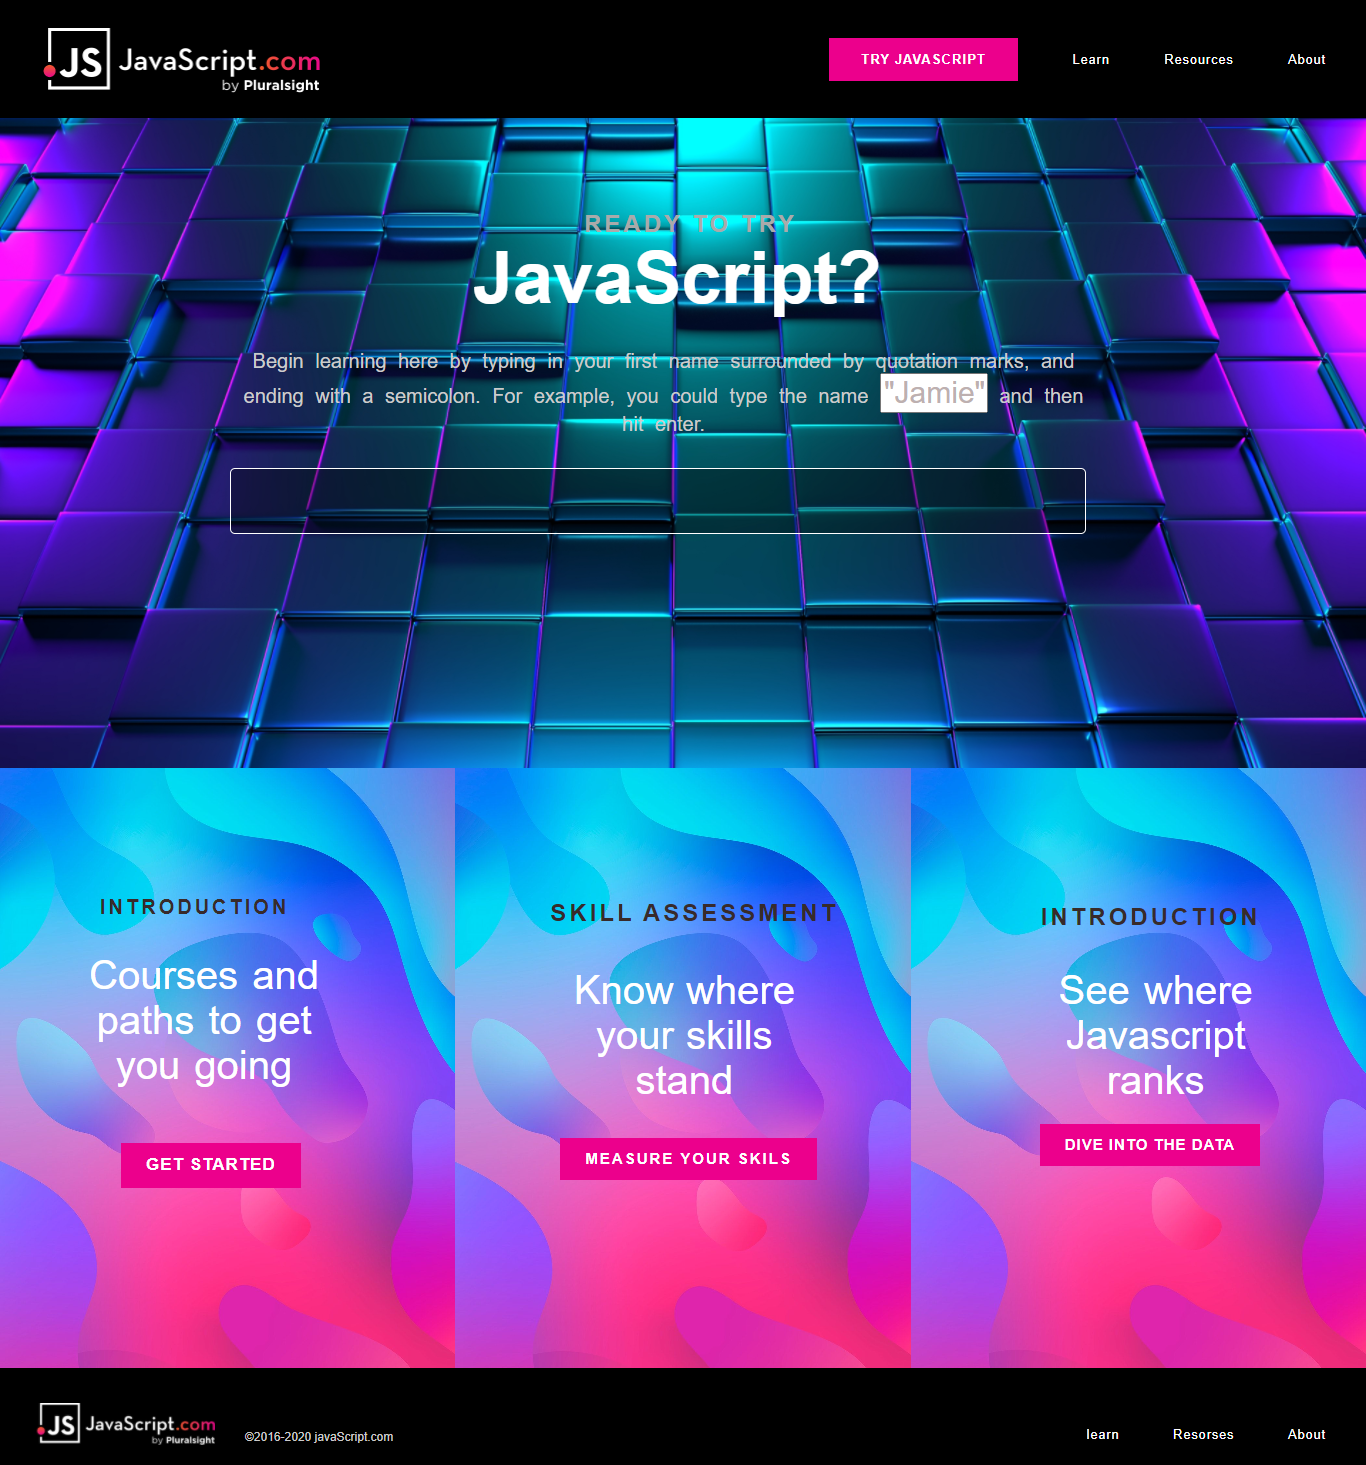 JS JavaScript.com
by Pluralsight
TRY JAVASCRIPT
Learn
Resources
About
READY TO TRY
JavaScript?
Begin learning here by typing in your first name surrounded by quotation marks, and
ending with a semicolon. For example, you could type the name "Jamie" and then
hit enter.
INTRODUCTION
Courses and
paths to get
you going
GET STARTED
SKILL ASSESSMENT
Know where
your skills
stand
MEASURE YOUR SKILS
INTRODUCTION
See where
Javascript
ranks
DIVE INTO THE DATA
JS JavaScript.com
by Pluralsight
©2016-2020 javaScript.com
learn
Resorses
About